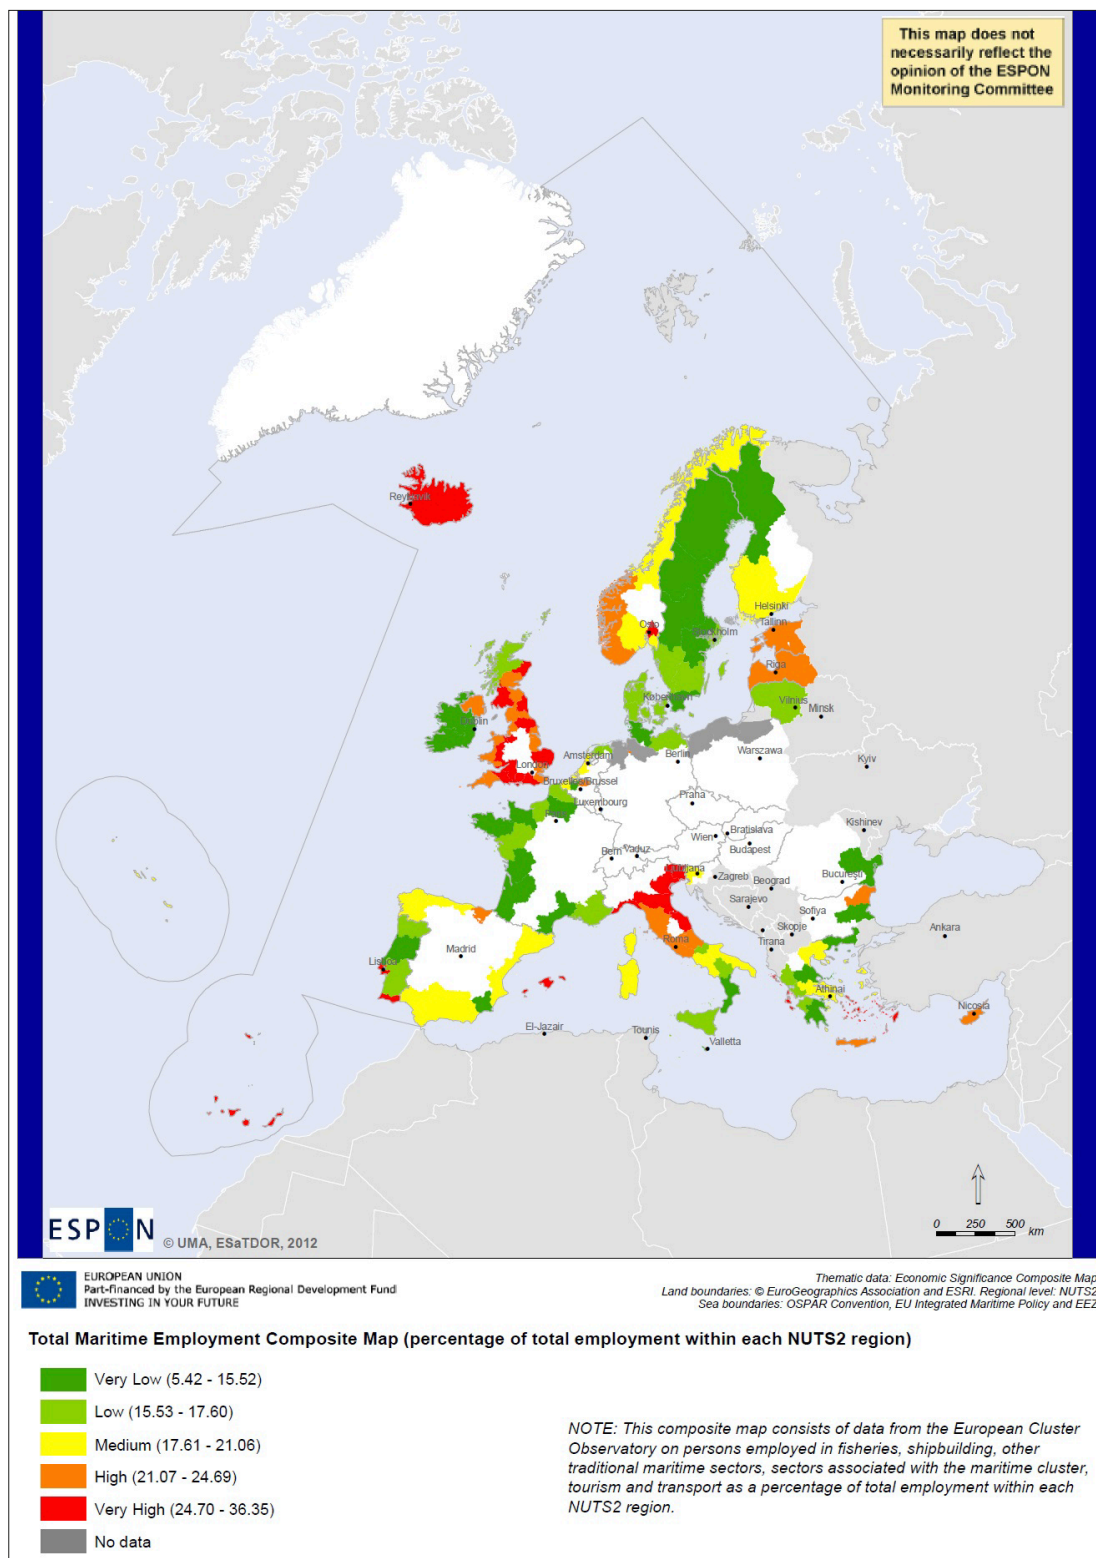 This map does not
necessarily reflect the
opinion of the ESPON
Monitoring Committee
Reykjavik
Oslo
Helsinki
Tallinn
Stockholm
Riga
København
Vilnius
Minsk
Dublin
Amsterdam
Berlin
Warszawa
London
Bruxelles/Brussel
Kyiv
Luxembourg
Praha
Paris
Kishinev
Wien
Bratislava
Budapest
Bern
Vaduz
Ljubljana
Zagreb
Beograd
București
Sarajevo
Sofiya
Skopje
Roma
Tirana
Ankara
Madrid
Lisboa
Athinai
Nicosia
El-Jazair
Tounis
Valletta
0 250 500 km
ESPON
© UMA, ESaTDOR, 2012
EUROPEAN UNION
Part-financed by the European Regional Development Fund
INVESTING IN YOUR FUTURE
Thematic data: Economic Significance Composite Map
Land boundaries: © EuroGeographics Association and ESRI. Regional level: NUTS2
Sea boundaries: OSPAR Convention, EU Integrated Maritime Policy and EEZ
Total Maritime Employment Composite Map (percentage of total employment within each NUTS2 region)
Very Low (5.42 - 15.52)
Low (15.53 - 17.60)
Medium (17.61 - 21.06)
High (21.07 - 24.69)
Very High (24.70 - 36.35)
No data
NOTE: This composite map consists of data from the European Cluster
Observatory on persons employed in fisheries, shipbuilding, other
traditional maritime sectors, sectors associated with the maritime cluster,
tourism and transport as a percentage of total employment within each
NUTS2 region.